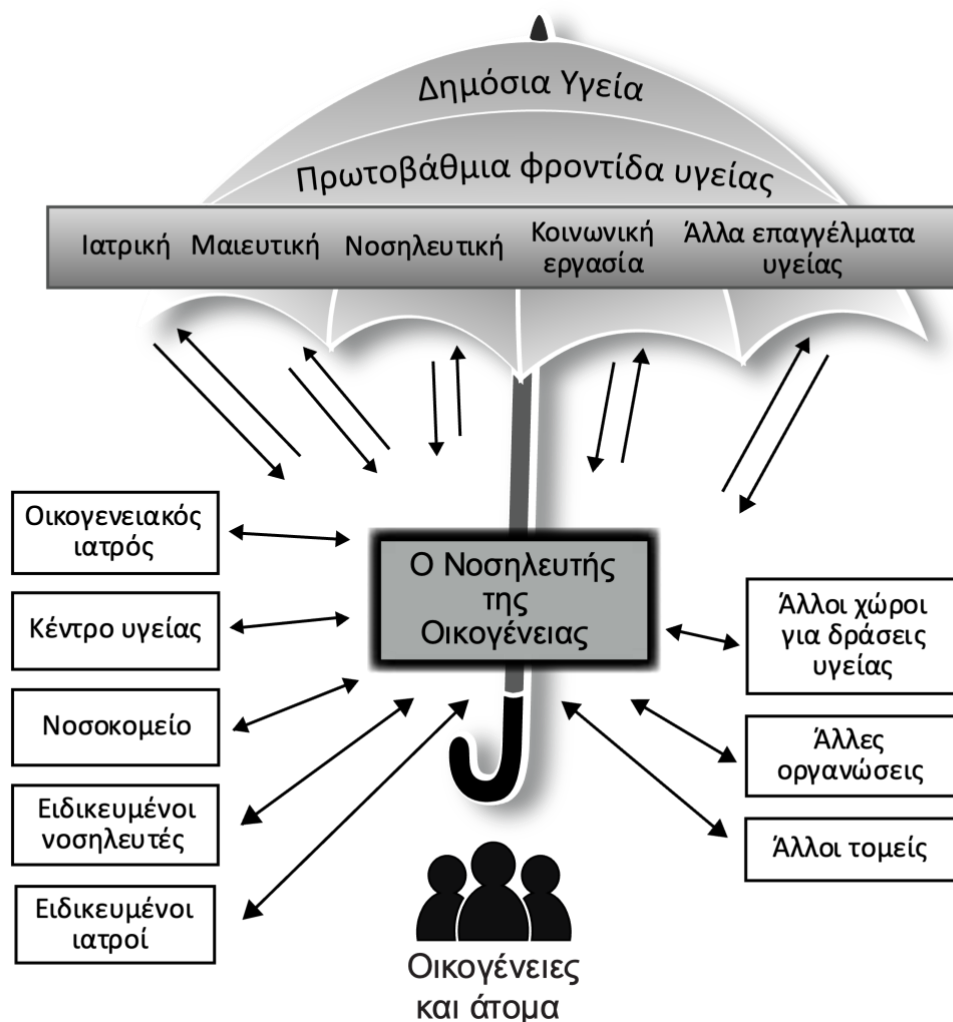 Δημόσια Υγεία
Πρωτοβάθμια φροντίδα υγείας
Ιατρική
Μαιευτική
Νοσηλευτική
Κοινωνική
εργασία
Άλλα επαγγέλματα
υγείας
Οικογενειακός
ιατρός
Κέντρο υγείας
Νοσοκομείο
Ειδικευμένοι
νοσηλευτές
Ειδικευμένοι
ιατροί
Ο Νοσηλευτής
της
Οικογένειας
Άλλοι χώροι
για δράσεις
υγείας
Άλλες
οργανώσεις
Άλλοι τομείς
Οικογένειες
και άτομα